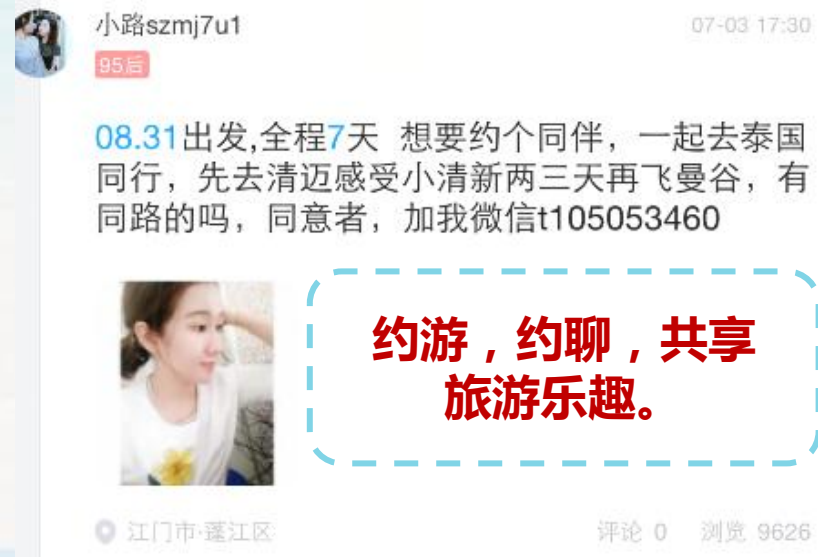 小路szmj7u1
07-03 17:30
95后
08.31出发,全程7天 想要约个同伴，一起去泰国
同行，先去清迈感受小清新两三天再飞曼谷，有
同路的吗，同意者，加我微信t105053460
约游，约聊，共享
旅游乐趣。
江门市·蓬江区
评论 0 浏览 9626